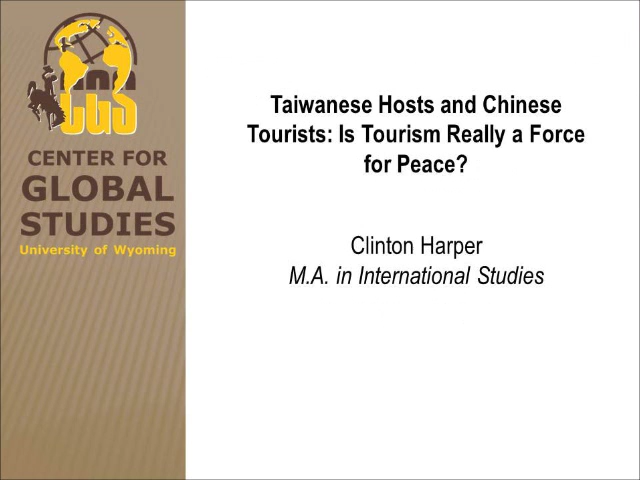 CGS
CENTER FOR
GLOBAL
STUDIES
University of Wyoming
Taiwanese Hosts and Chinese
Tourists: Is Tourism Really a Force
for Peace?
Clinton Harper
M.A. in International Studies